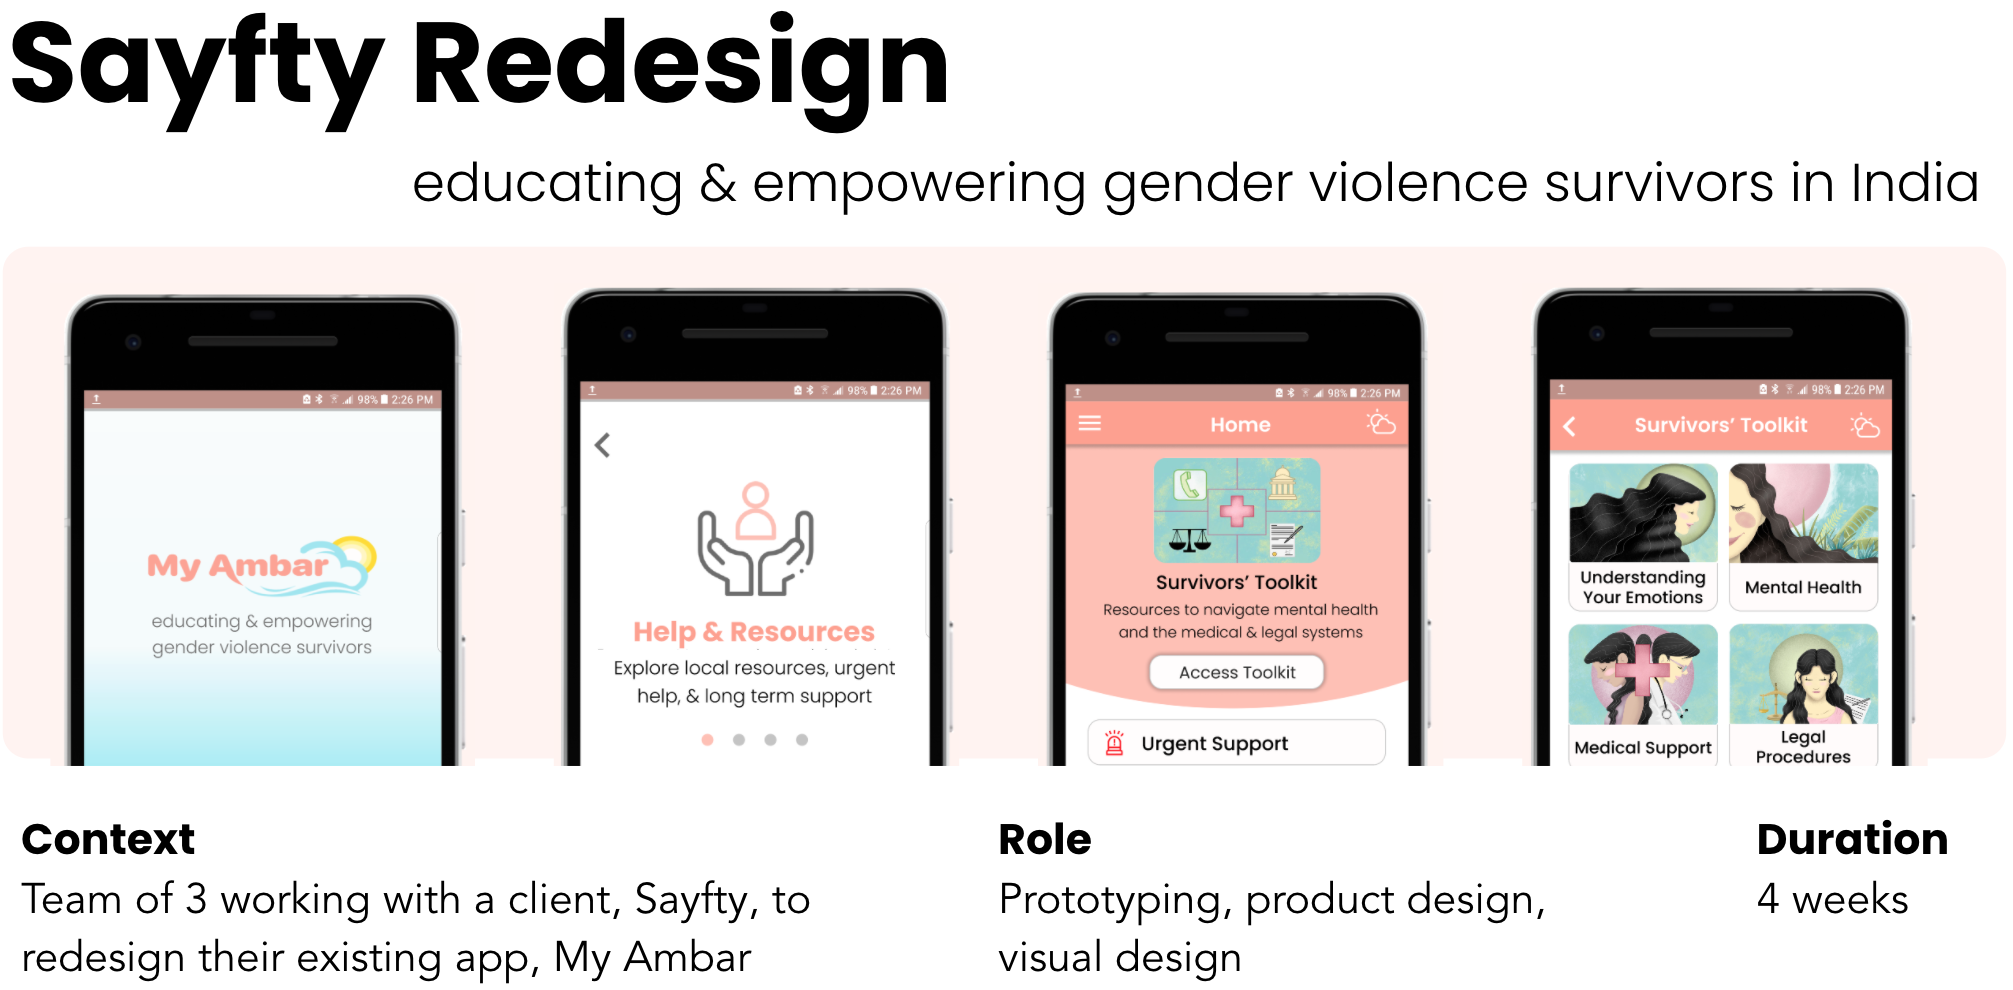 Sayfty Redesign
educating & empowering gender violence survivors in India
98% 2:26 PM
My Ambar
educating & empowering
gender violence survivors
98% 2:26 PM
Help & Resources
Explore local resources, urgent
help, & long term support
98% 2:26 PM
Home
Survivors’ Toolkit
Resources to navigate mental health
and the medical & legal systems
Access Toolkit
Urgent Support
98% 2:26 PM
Survivors’ Toolkit
Understanding
Your Emotions
Mental Health
Medical Support
Legal
Procedures
Context
Team of 3 working with a client, Sayfty, to
redesign their existing app, My Ambar
Role
Prototyping, product design,
visual design
Duration
4 weeks